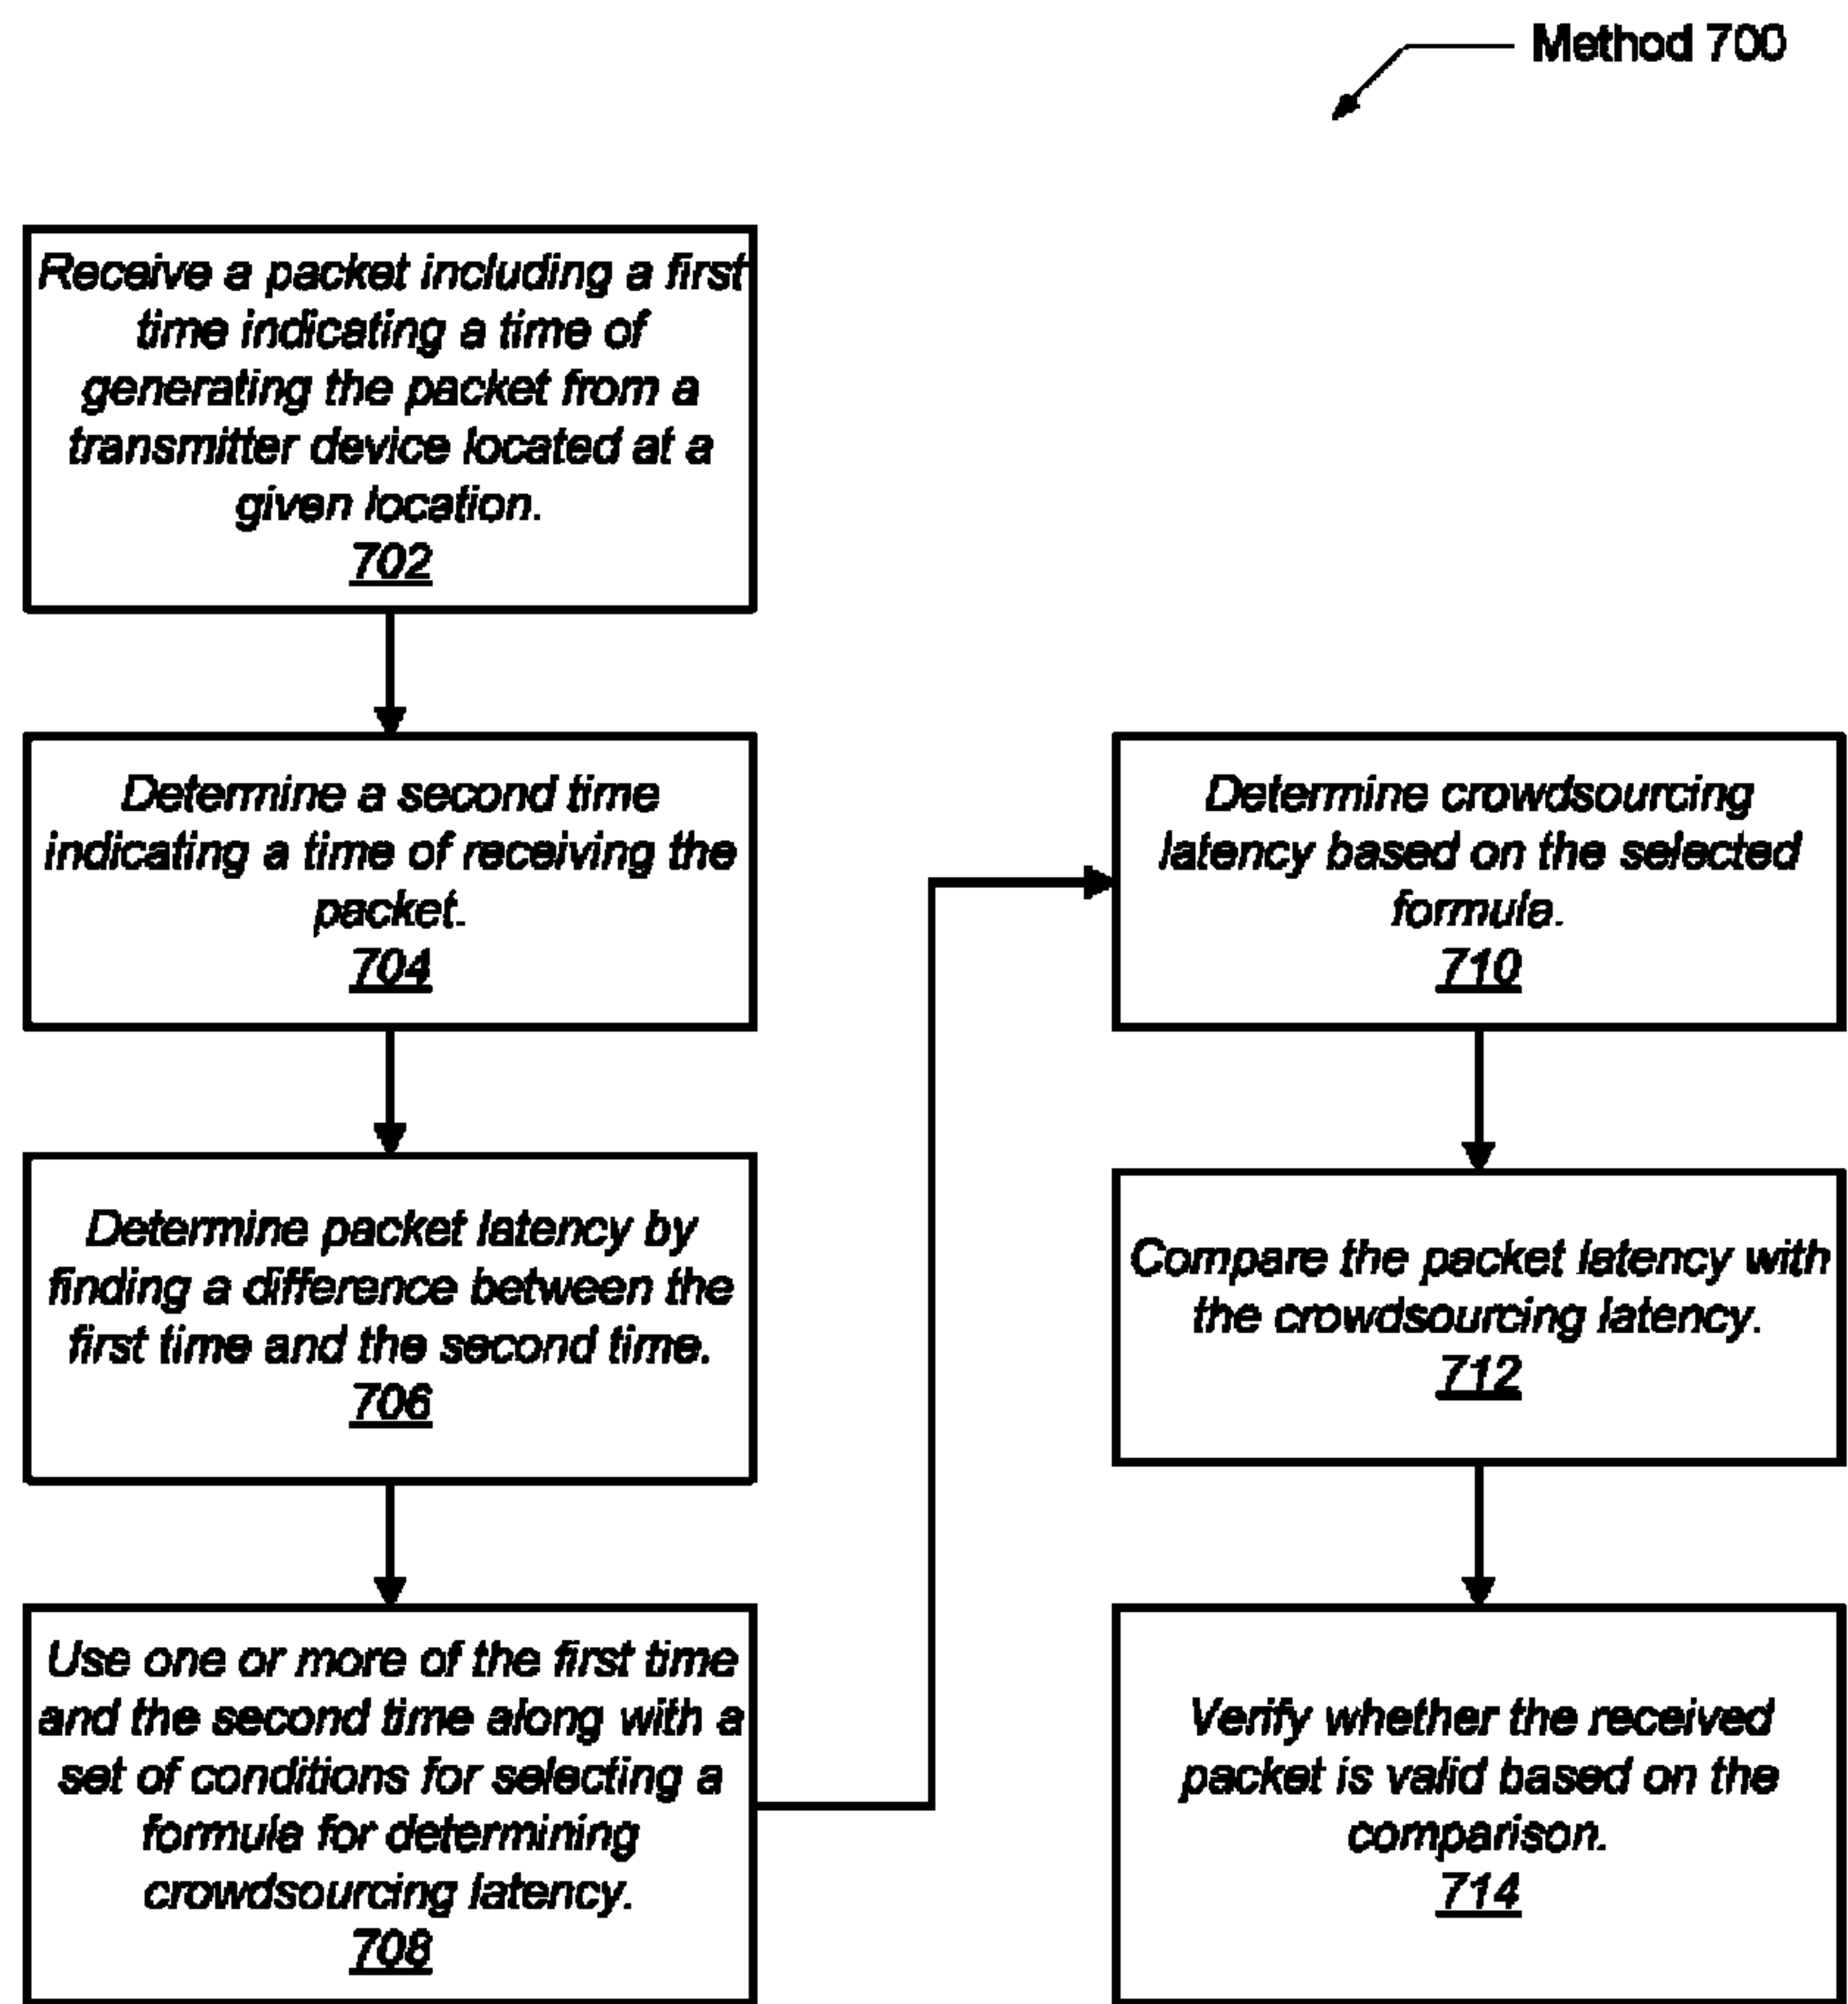 Method 700
Receive a packet including a first
time indicating a time of
generating the packet from a
transmitter device located at a
given location.
702
Determine a second time
indicating a time of receiving the
packet.
704
Determine packet latency by
finding a difference between the
first time and the second time.
706
Use one or more of the first time
and the second time along with a
set of conditions for selecting a
formula for determining
crowdsourcing latency.
708
Determine crowdsourcing
latency based on the selected
formula.
710
Compare the packet latency with
the crowdsourcing latency.
712
Verify whether the received
packet is valid based on the
comparison.
714